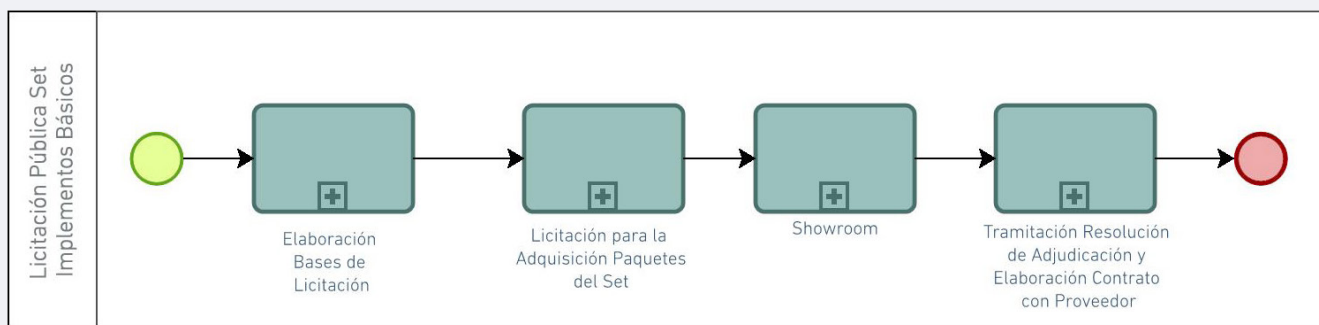 Licitación Pública Set
Implementos Básicos
Elaboración
Bases de
Licitación
Licitación para la
Adquisición Paquetes
del Set
Showroom
Tramitación Resolución
de Adjudicación y
Elaboración Contrato
con Proveedor